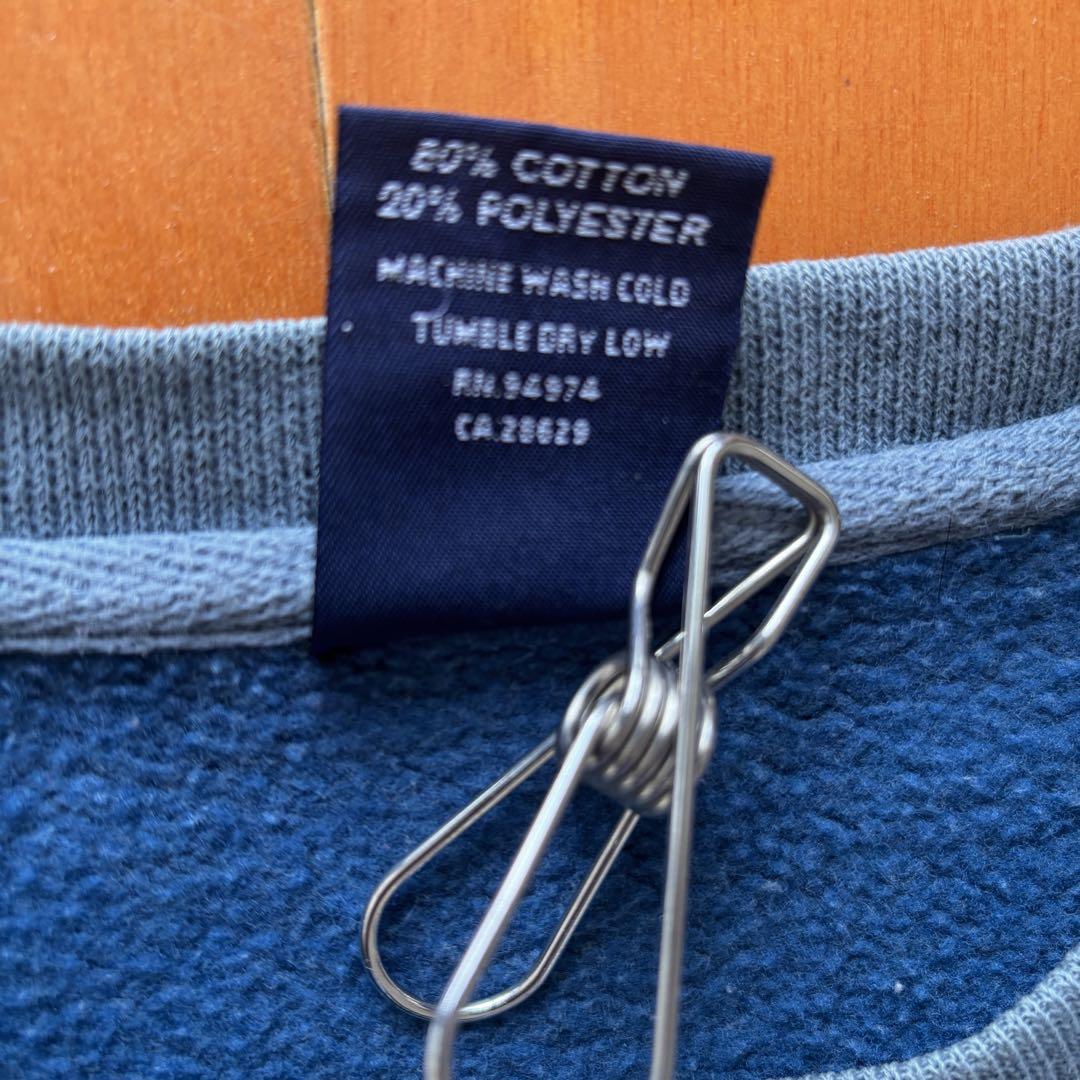 80% COTTON
20% POLYESTER
MACHINE WASH COLD
TUMBLE DRY LOW
RN.94974
CA.28629